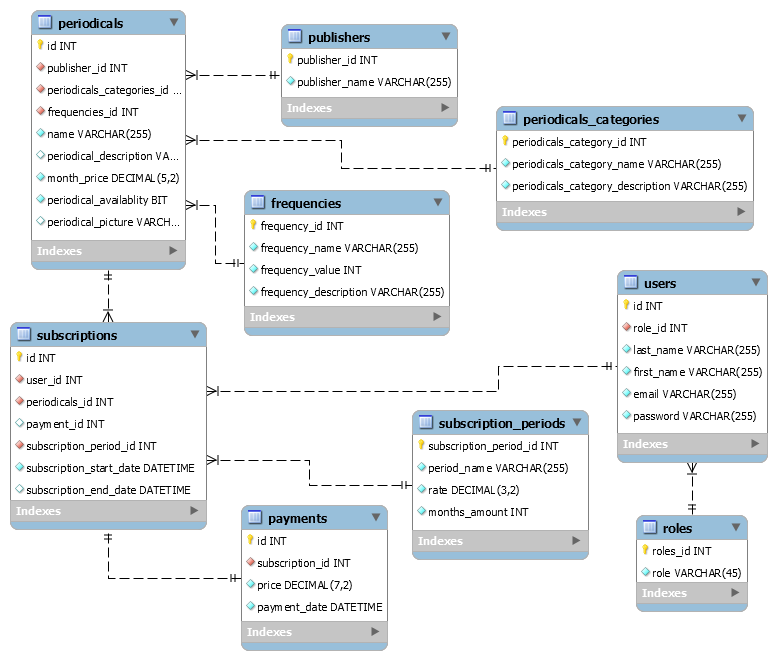 periodicals
id INT
publisher_id INT
periodicals_categories_id ...
frequencies_id INT
name VARCHAR(255)
periodical_description VA...
month_price DECIMAL(5,2)
periodical_availablity BIT
periodical_picture VARCH...
Indexes
publishers
publisher_id INT
publisher_name VARCHAR(255)
Indexes
periodicals_categories
periodicals_category_id INT
periodicals_category_name VARCHAR(255)
periodicals_category_description VARCHAR(255)
Indexes
frequencies
frequency_id INT
frequency_name VARCHAR(255)
frequency_value INT
frequency_description VARCHAR(255)
Indexes
users
id INT
role_id INT
last_name VARCHAR(255)
first_name VARCHAR(255)
email VARCHAR(255)
password VARCHAR(255)
Indexes
subscriptions
id INT
user_id INT
periodicals_id INT
payment_id INT
subscription_period_id INT
subscription_start_date DATETIME
subscription_end_date DATETIME
Indexes
subscription_periods
subscription_period_id INT
period_name VARCHAR(255)
rate DECIMAL(3,2)
months_amount INT
Indexes
payments
id INT
subscription_id INT
price DECIMAL(7,2)
payment_date DATETIME
Indexes
roles
roles_id INT
role VARCHAR(45)
Indexes